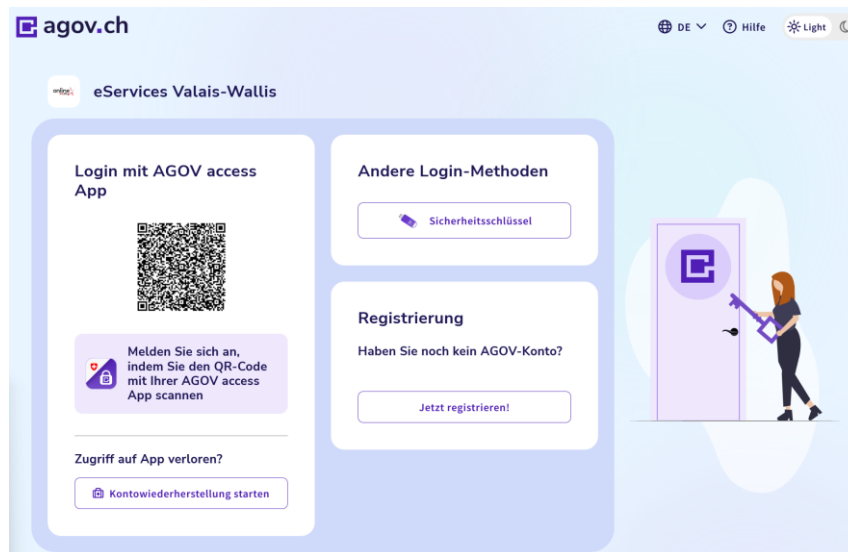 agov.ch
DE
Hilfe
Light
eServices Valais-Wallis
Login mit AGOV access
App
Melden Sie sich an,
indem Sie den QR-Code
mit Ihrer AGOV access
App scannen
Zugriff auf App verloren?
Kontowiederherstellung starten
Andere Login-Methoden
Sicherheitsschlüssel
Registrierung
Haben Sie noch kein AGOV-Konto?
Jetzt registrieren!